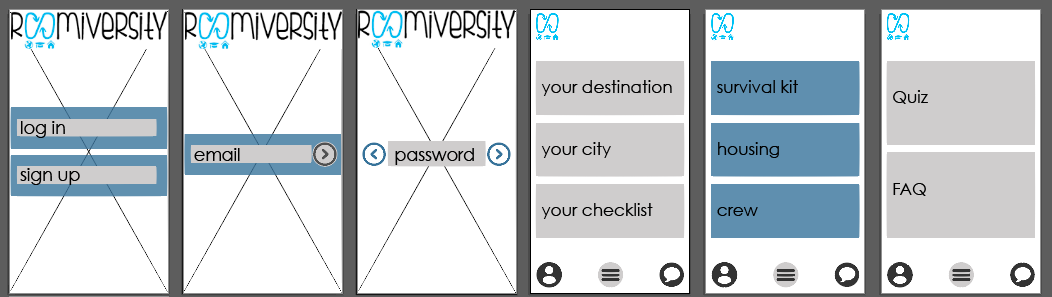 ROOMIVERSITY
log in
sign up
ROOMIVERSITY
email
ROOMIVERSITY
password
your destination
your city
your checklist
survival kit
housing
crew
Quiz
FAQ